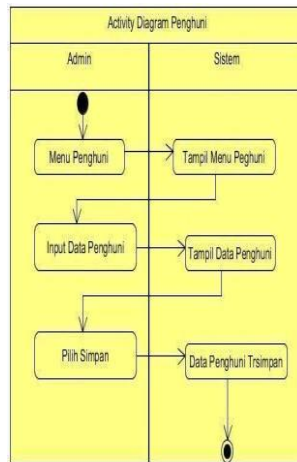 Activity Diagram Penghuni
Admin
Sistem
Menu Penghuni
Tampil Menu Peghuni
Input Data Penghuni
Tampil Data Penghuni
Pilih Simpan
Data Penghuni Trsimpan